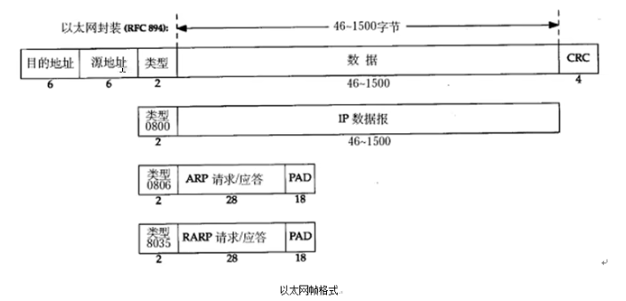 以太网封装 (RFC 894):
46~1500字节
目的地址 源地址 类型 数据 CRC
6 6 2 46~1500 4
类型 0800 IP 数据报
2 46~1500
类型 0806 ARP 请求/应答 PAD
2 28 18
类型 8035 RARP 请求/应答 PAD
2 28 18
以太网帧格式